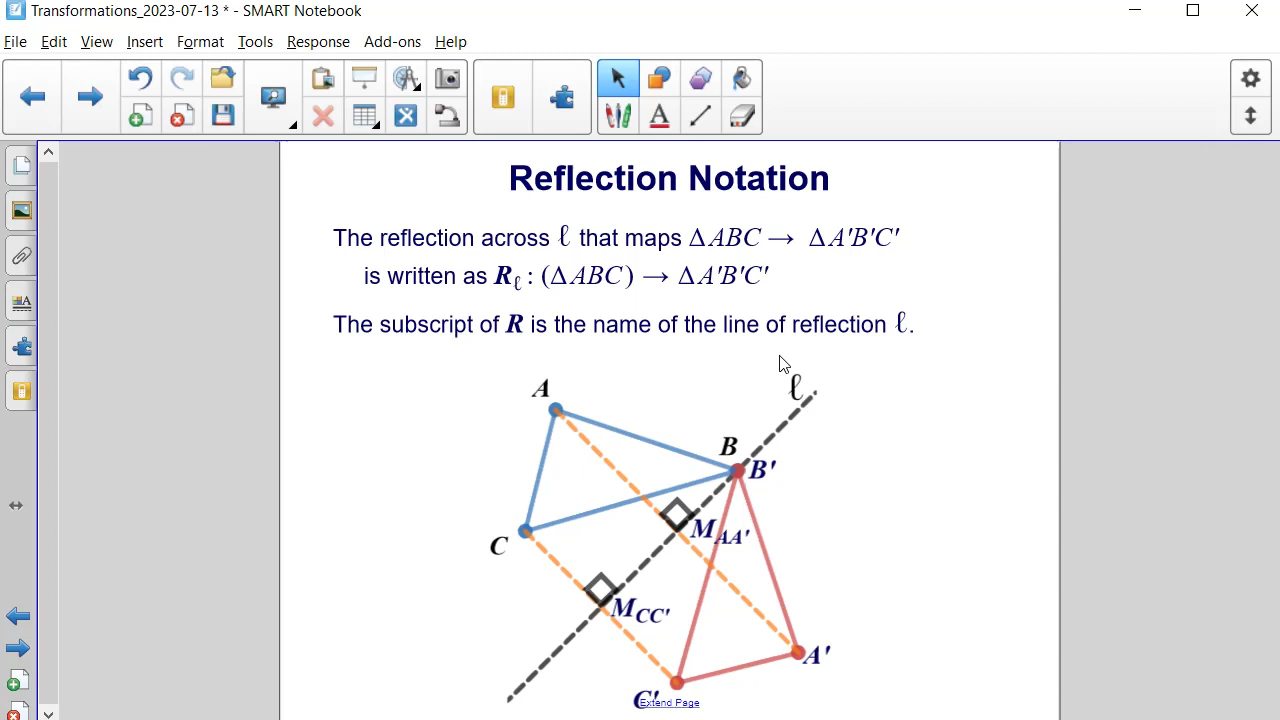 Transformations_2023-07-13 * - SMART Notebook
File Edit View Insert Format Tools Response Add-ons Help
Reflection Notation
The reflection across ℓ that maps ΔABC → ΔA'B'C'
is written as Rℓ : (ΔABC) → ΔA'B'C'
The subscript of R is the name of the line of reflection ℓ.
A
ℓ
B
B'
C
M_AA'
M_CC'
A'
C'
Extend Page